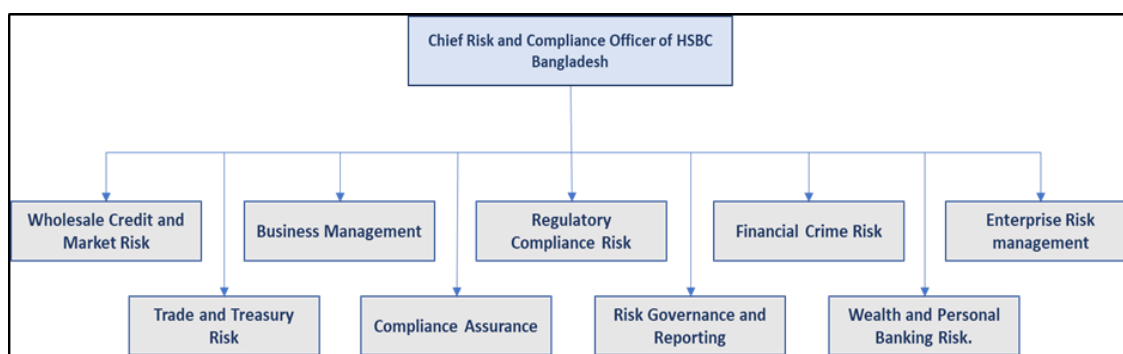 Chief Risk and Compliance Officer of HSBC
Bangladesh
Wholesale Credit and
Market Risk
Business Management
Regulatory
Compliance Risk
Financial Crime Risk
Enterprise Risk
management
Trade and Treasury
Risk
Compliance Assurance
Risk Governance and
Reporting
Wealth and Personal
Banking Risk.